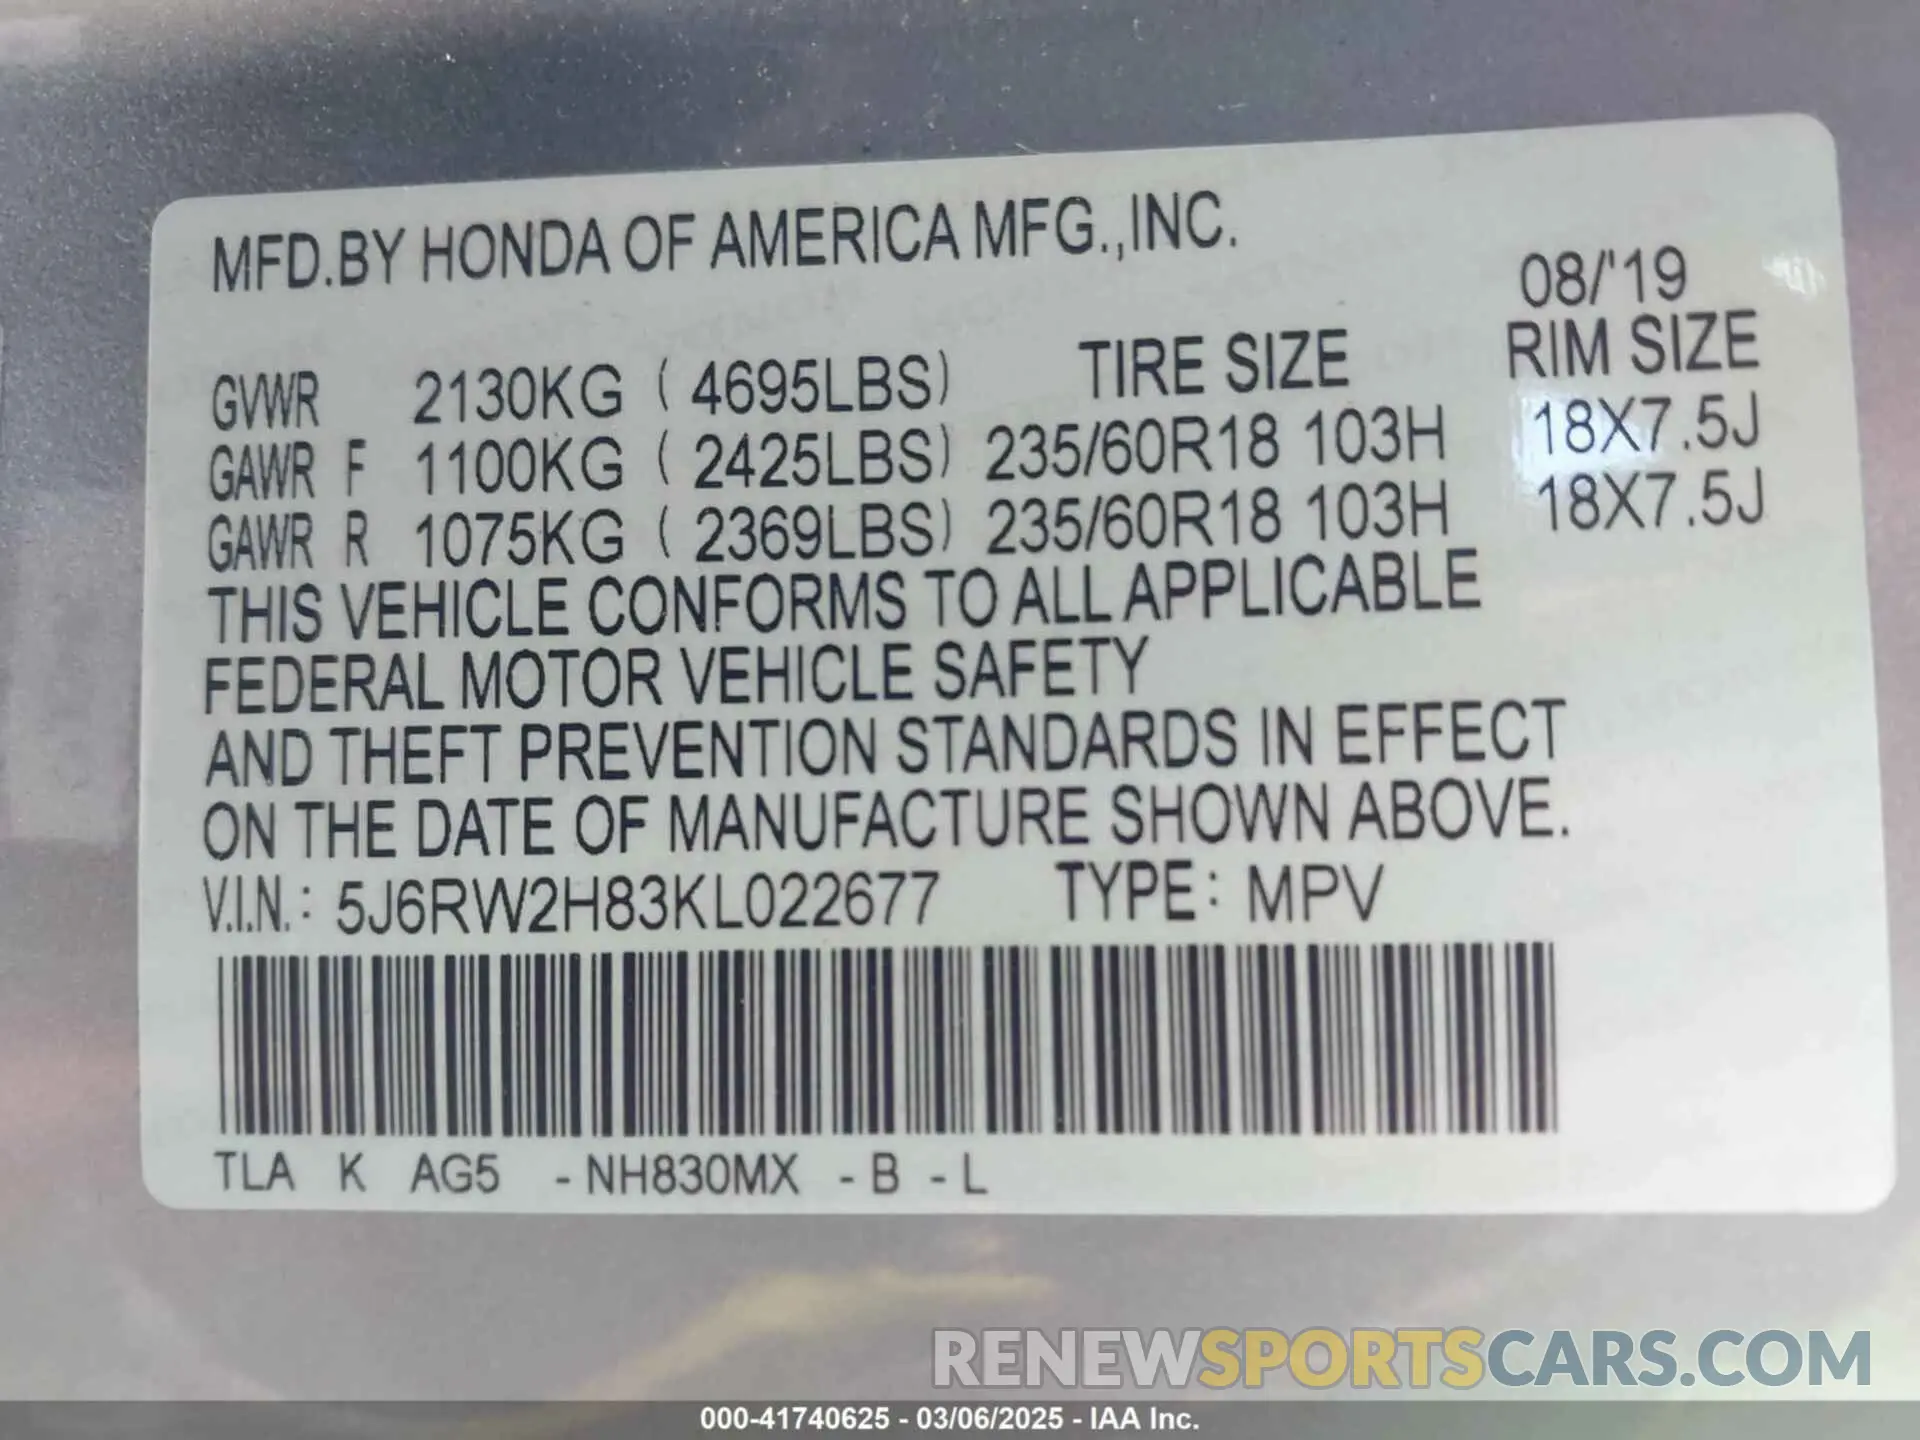 MFD.BY HONDA OF AMERICA MFG.,INC.
08/'19
TIRE SIZE RIM SIZE
GVWR 2130KG ( 4695LBS)
GAWR F 1100KG ( 2425LBS) 235/60R18 103H 18X7.5J
GAWR R 1075KG ( 2369LBS) 235/60R18 103H 18X7.5J
THIS VEHICLE CONFORMS TO ALL APPLICABLE
FEDERAL MOTOR VEHICLE SAFETY
AND THEFT PREVENTION STANDARDS IN EFFECT
ON THE DATE OF MANUFACTURE SHOWN ABOVE.
V.I.N.: 5J6RW2H83KL022677 TYPE: MPV
TLA K AG5 -NH830MX -B -L
RENEWSPORTSCARS.COM
000-41740625 - 03/06/2025 - IAA Inc.